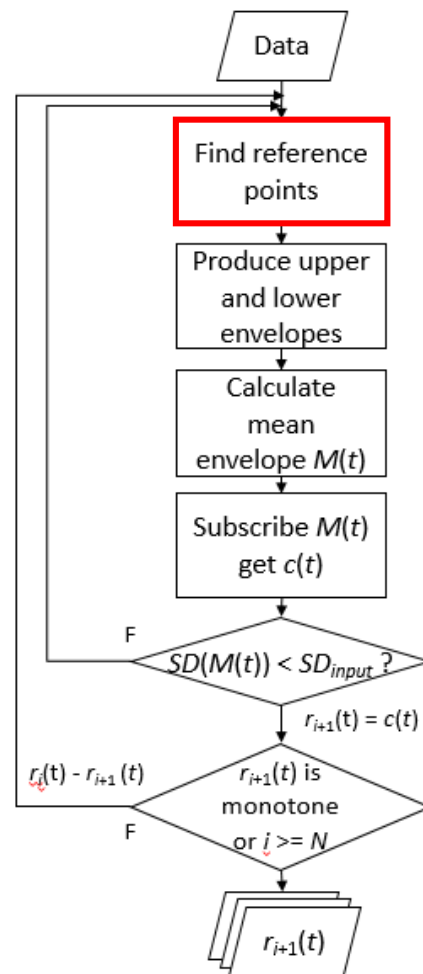 Data
Find reference
points
Produce upper
and lower
envelopes
Calculate
mean
envelope M(t)
Subscribe M(t)
get c(t)
F
SD(M(t)) < SD_input ?
r_{i+1}(t) = c(t)
r_i(t) - r_{i+1}(t)
r_{i+1}(t) is
monotone
or i >= N
F
r_{i+1}(t)